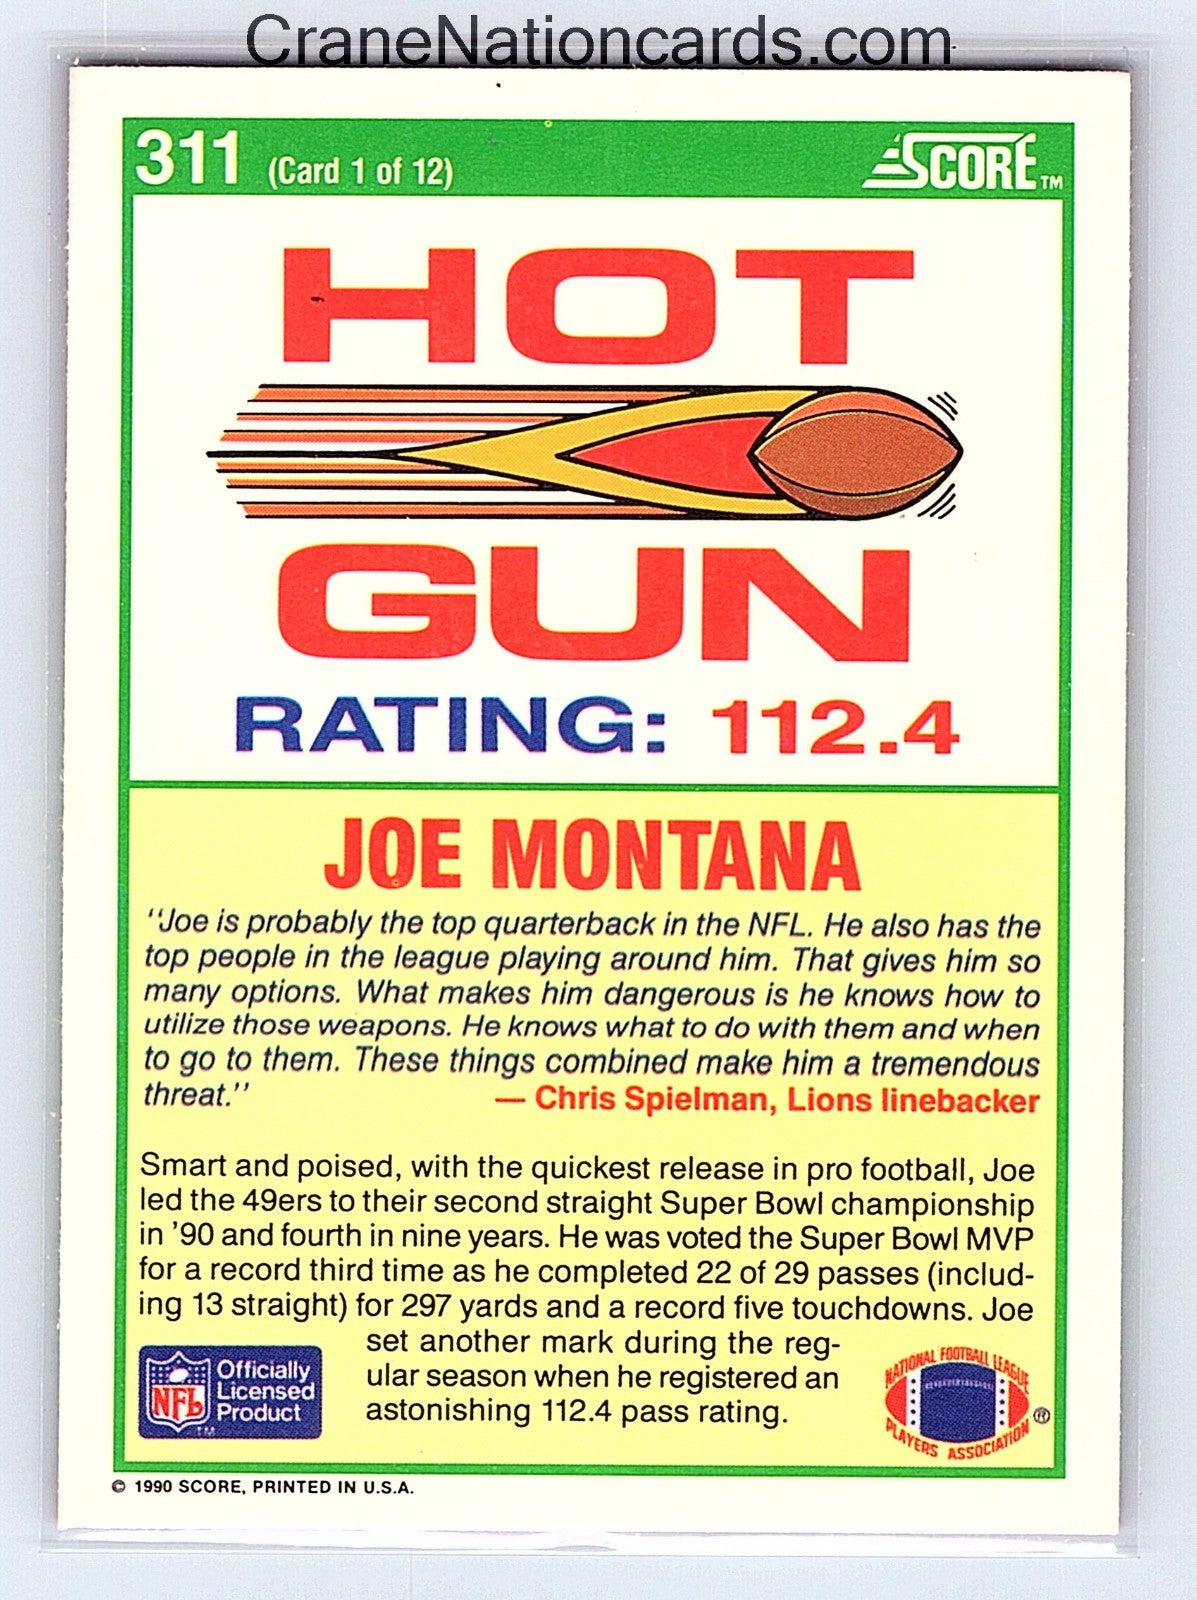 CraneNationcards.com
311 (Card 1 of 12) SCORE™
HOT
GUN
RATING: 112.4
JOE MONTANA
‘‘Joe is probably the top quarterback in the NFL. He also has the
top people in the league playing around him. That gives him so
many options. What makes him dangerous is he knows how to
utilize those weapons. He knows what to do with them and when
to go to them. These things combined make him a tremendous
threat.’’ — Chris Spielman, Lions linebacker
Smart and poised, with the quickest release in pro football, Joe
led the 49ers to their second straight Super Bowl championship
in ’90 and fourth in nine years. He was voted the Super Bowl MVP
for a record third time as he completed 22 of 29 passes (includ-
ing 13 straight) for 297 yards and a record five touchdowns. Joe
set another mark during the reg-
ular season when he registered an
astonishing 112.4 pass rating.
NFL
Officially
Licensed
Product
TM
NATIONAL FOOTBALL LEAGUE
PLAYERS ASSOCIATION
®
© 1990 SCORE, PRINTED IN U.S.A.